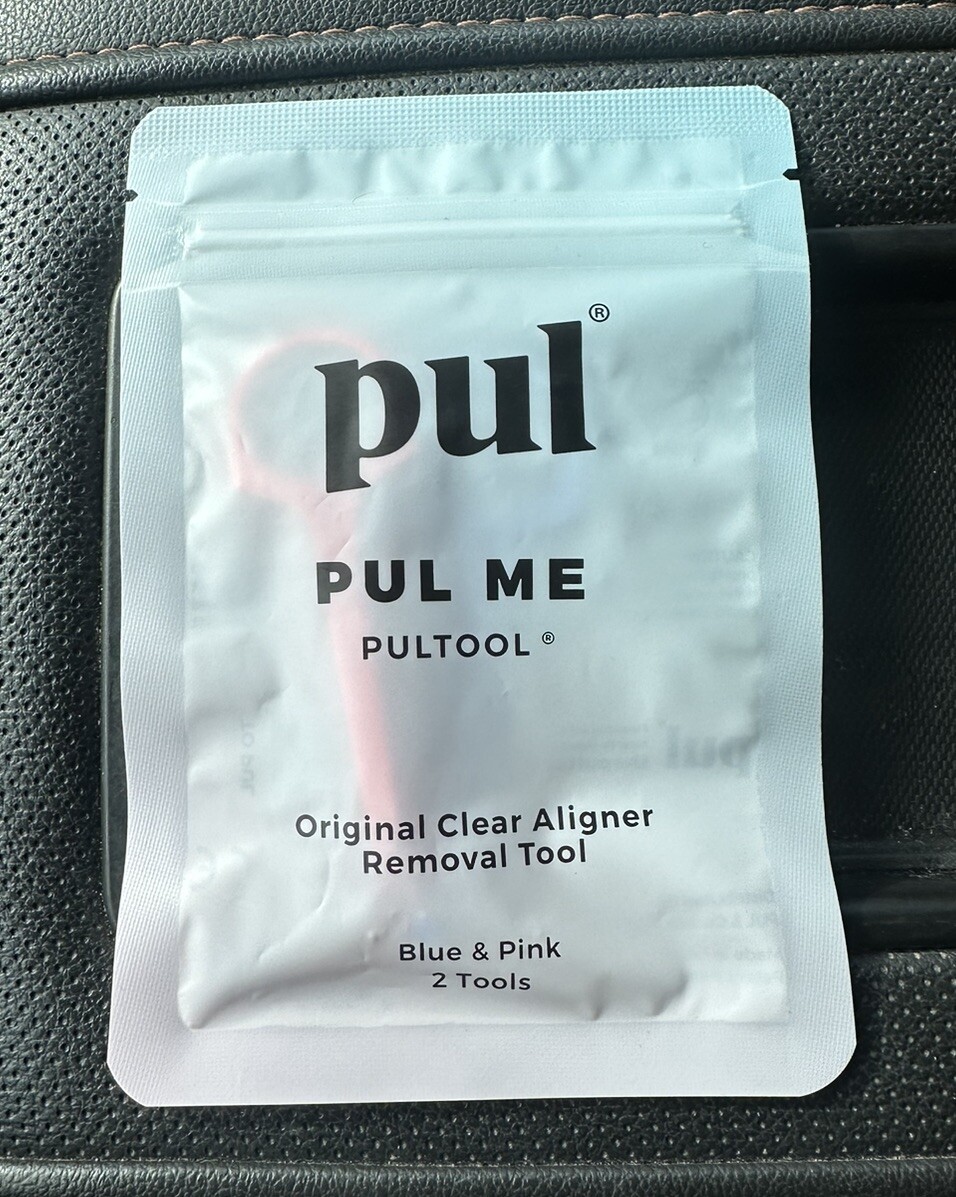 pul®
PUL ME
PULTOOL ®
Original Clear Aligner
Removal Tool
Blue & Pink
2 Tools